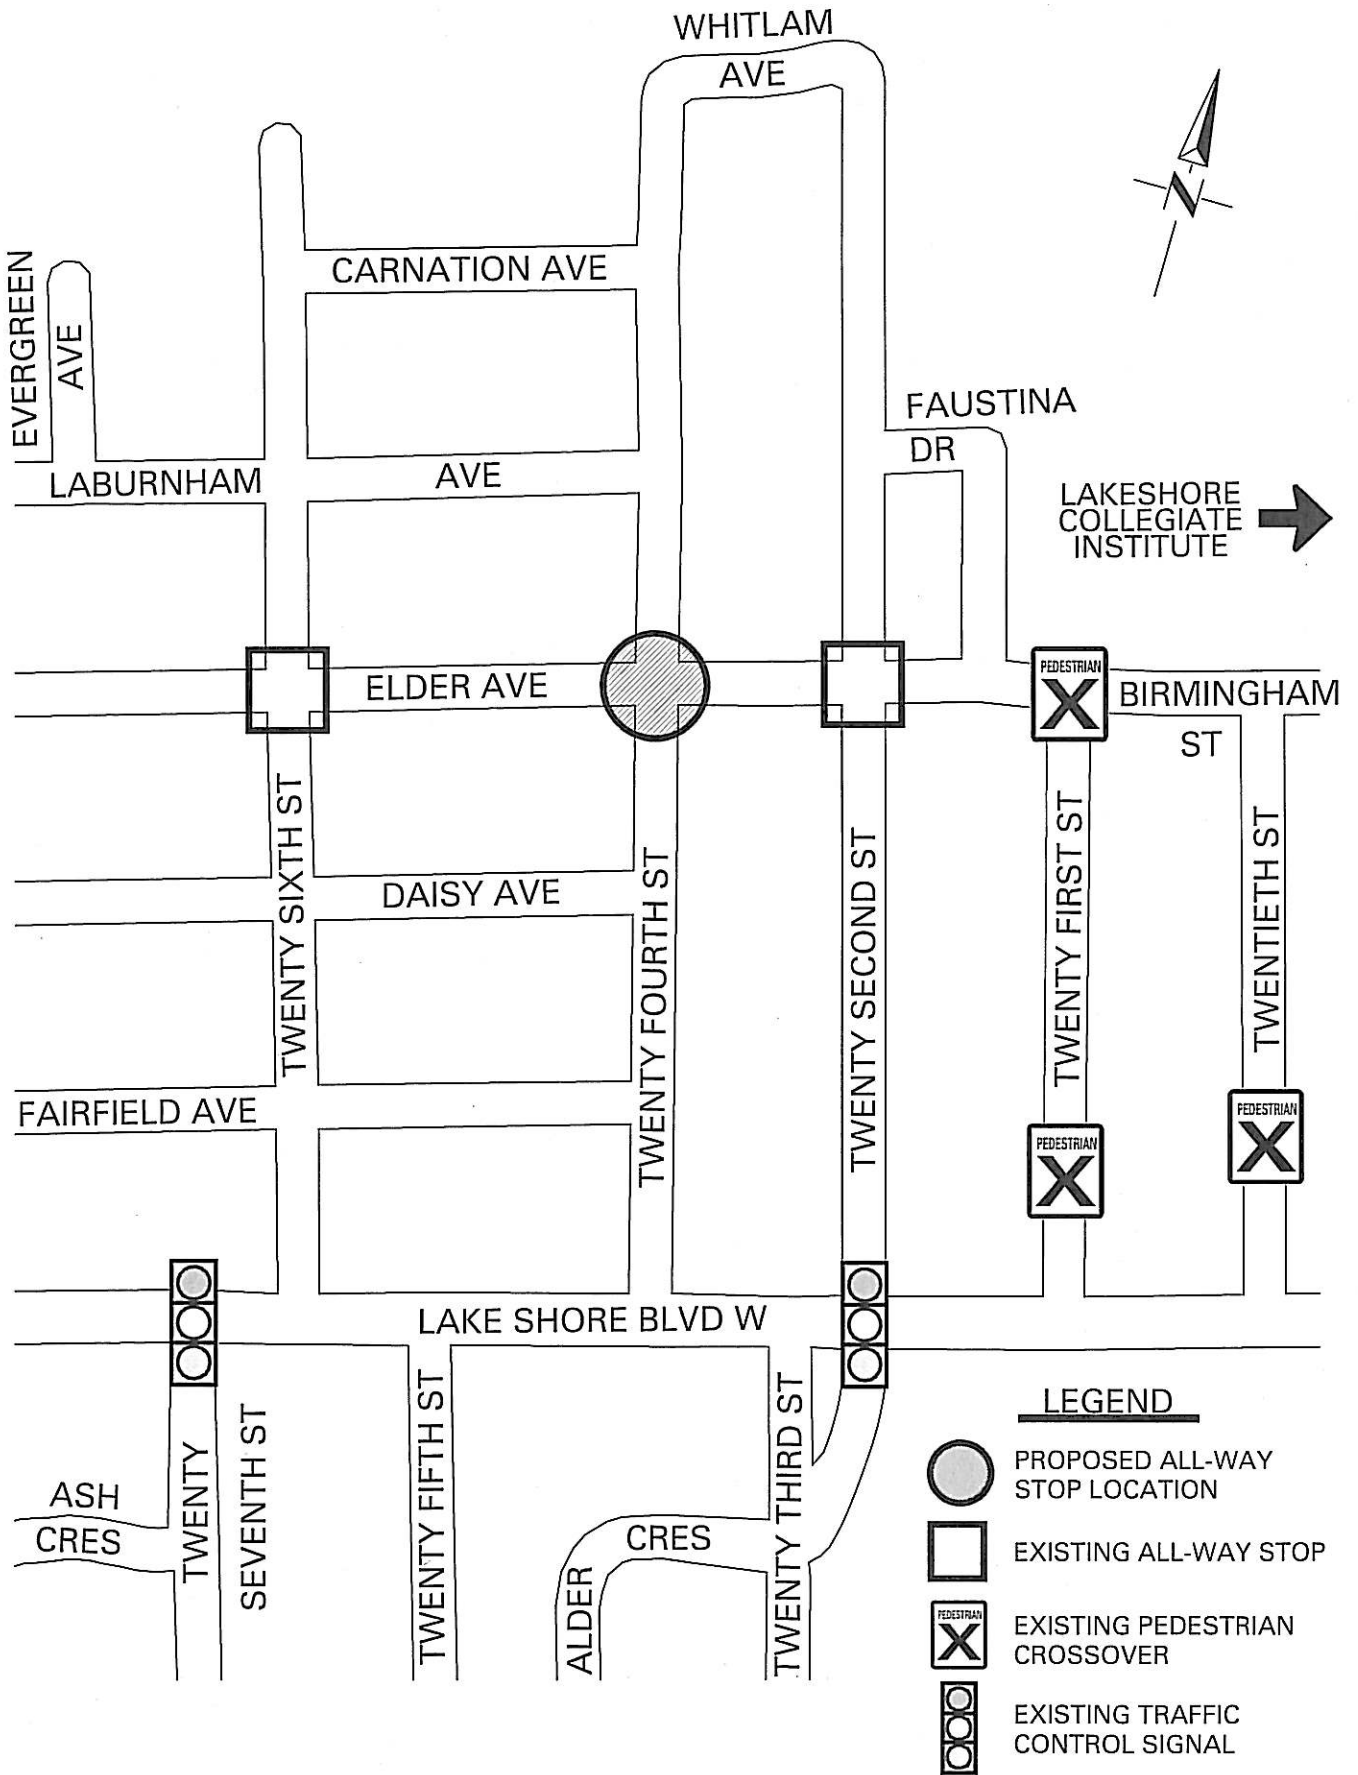 WHITLAM
AVE
N
CARNATION AVE
EVERGREEN
AVE
FAUSTINA
DR
LABURNHAM
AVE
LAKESHORE
COLLEGIATE
INSTITUTE
ELDER AVE
PEDESTRIAN
X
BIRMINGHAM
ST
TWENTY SIXTH ST
DAISY AVE
TWENTY FOURTH ST
TWENTY SECOND ST
TWENTY FIRST ST
TWENTIETH ST
FAIRFIELD AVE
PEDESTRIAN
X
PEDESTRIAN
X
LAKE SHORE BLVD W
TWENTY
SEVENTH ST
TWENTY FIFTH ST
TWENTY THIRD ST
ASH
CRES
CRES
ALDER
LEGEND
PROPOSED ALL-WAY
STOP LOCATION
EXISTING ALL-WAY STOP
PEDESTRIAN
X
EXISTING PEDESTRIAN
CROSSOVER
EXISTING TRAFFIC
CONTROL SIGNAL